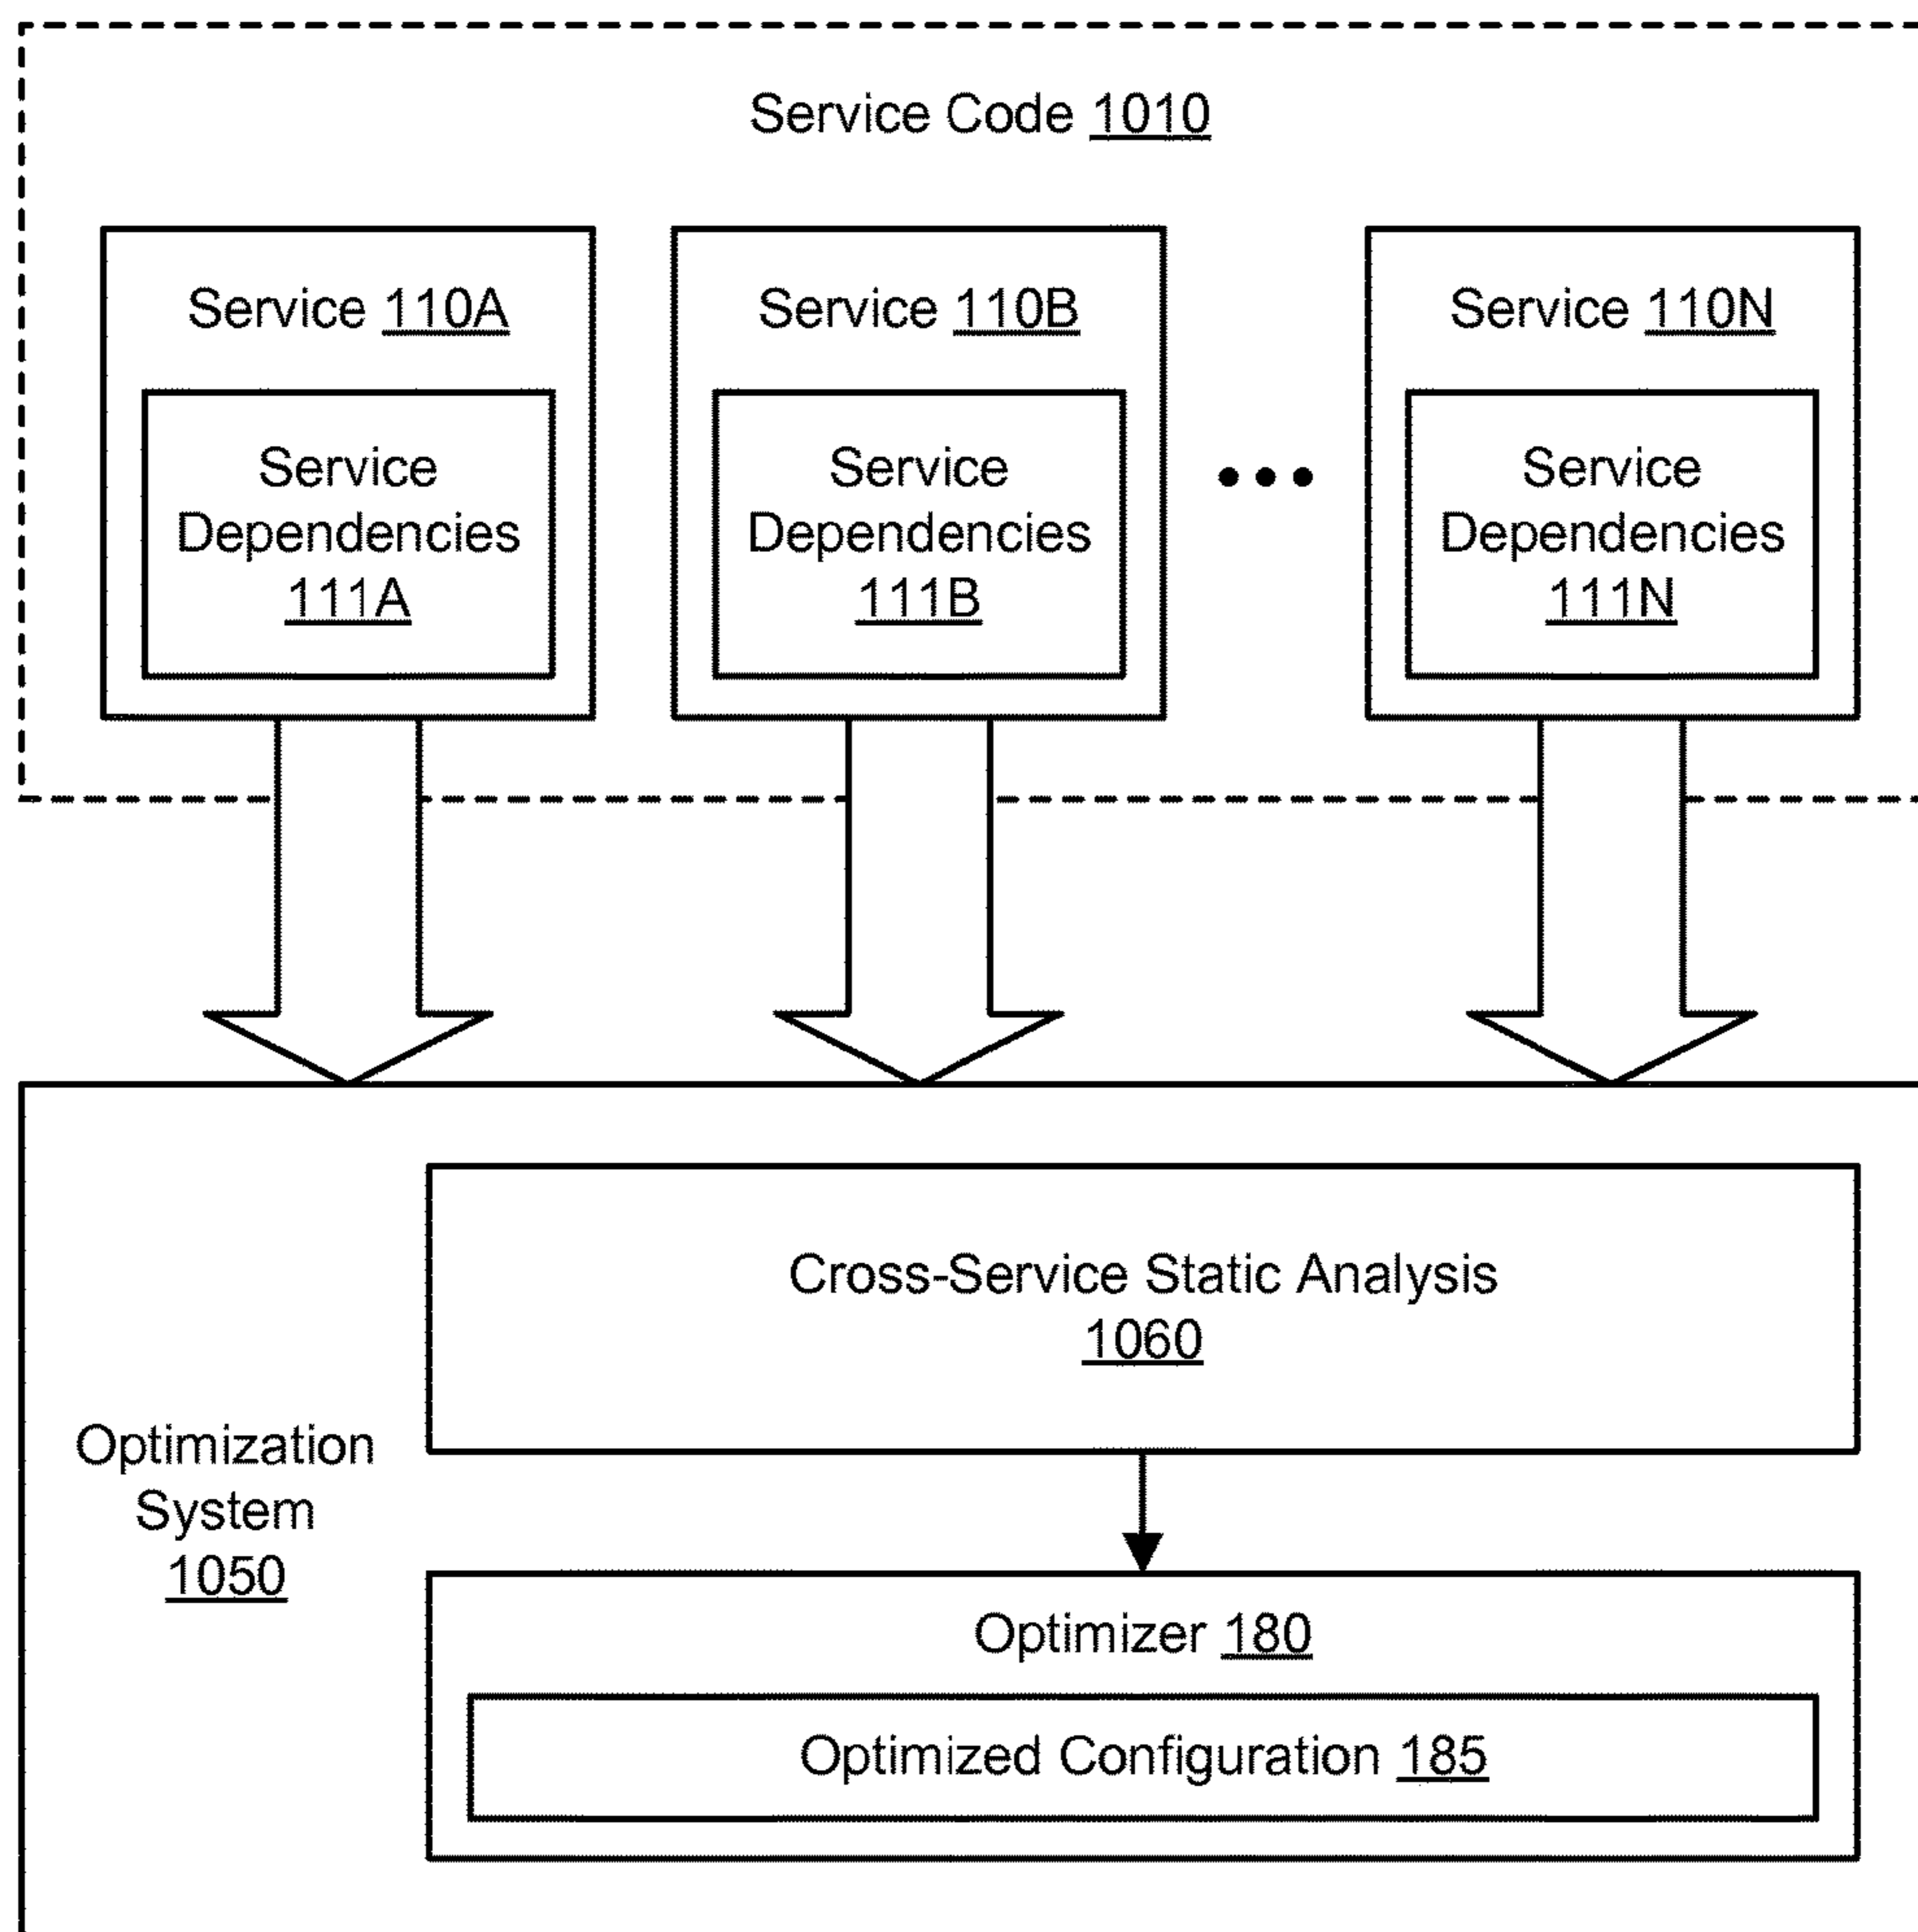 Service Code 1010
Service 110A
Service
Dependencies
111A
Service 110B
Service
Dependencies
111B
Service 110N
Service
Dependencies
111N
Optimization
System
1050
Cross-Service Static Analysis
1060
Optimizer 180
Optimized Configuration 185